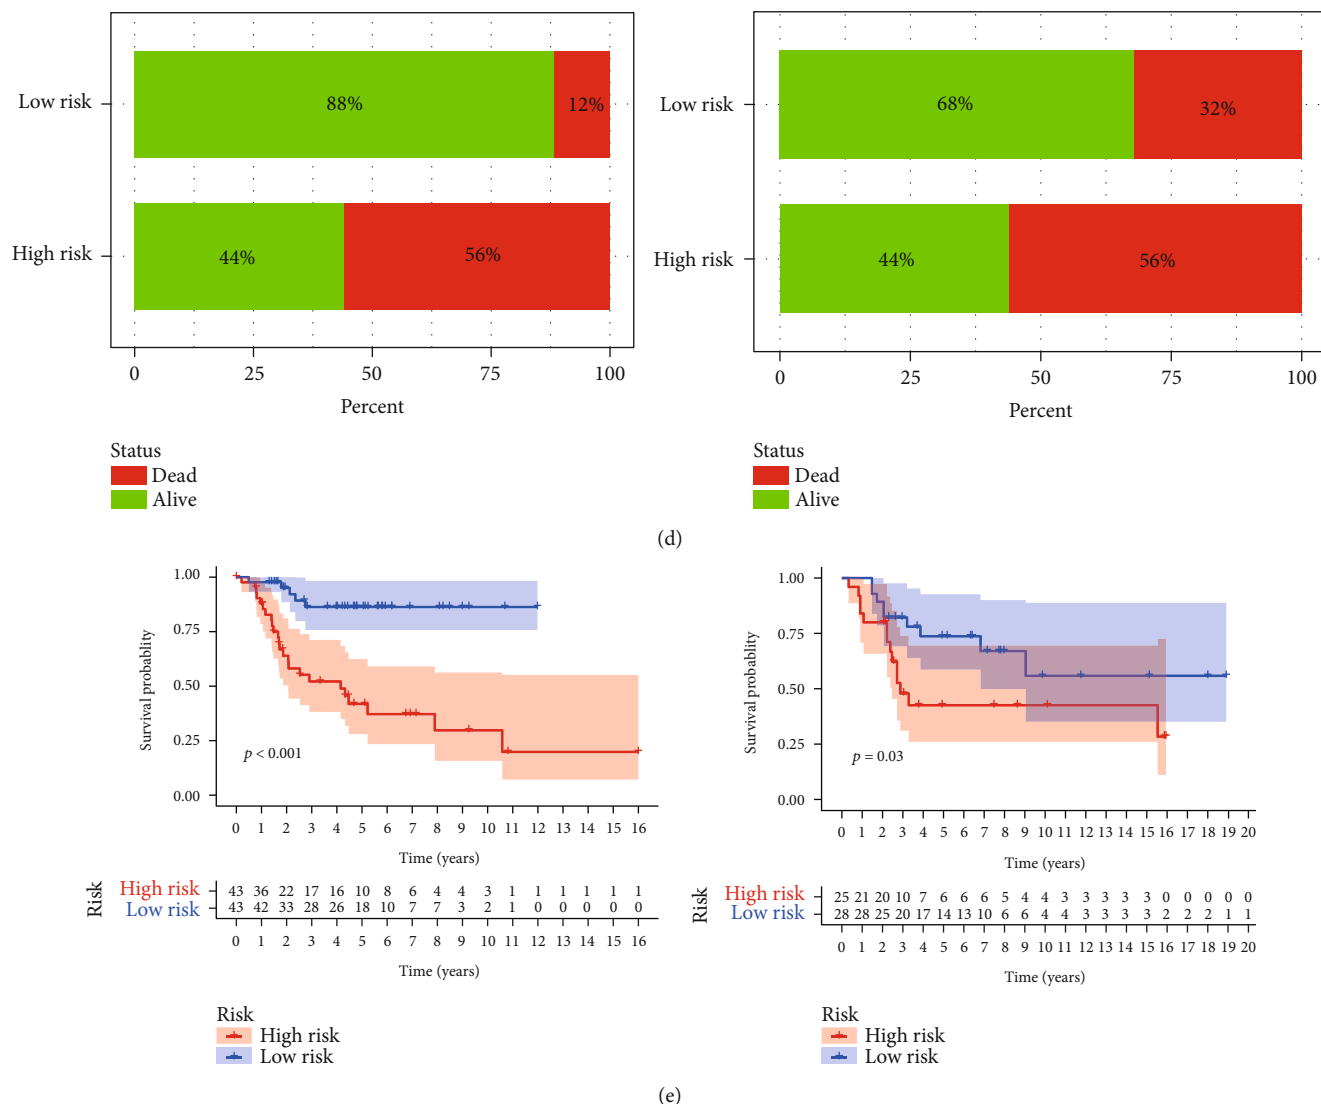 Low risk
88%
12%
High risk
44%
56%
0 25 50 75 100
Percent
Status
Dead
Alive
Low risk
68%
32%
High risk
44%
56%
0 25 50 75 100
Percent
Status
Dead
Alive
(d)
Survival probablity
1.00
0.75
0.50
0.25
0.00
p < 0.001
0 1 2 3 4 5 6 7 8 9 10 11 12 13 14 15 16
Time (years)
Risk
High risk 43 36 22 17 16 10 8 6 4 4 3 1 1 1 1 1 1
Low risk 43 42 33 28 26 18 10 7 7 3 2 1 0 0 0 0 0
0 1 2 3 4 5 6 7 8 9 10 11 12 13 14 15 16
Time (years)
Risk
High risk
Low risk
Survival probablity
1.00
0.75
0.50
0.25
0.00
p = 0.03
0 1 2 3 4 5 6 7 8 9 10 11 12 13 14 15 16 17 18 19 20
Time (years)
Risk
High risk 25 21 20 10 7 6 6 6 5 4 4 3 3 3 3 3 0 0 0 0 0
Low risk 28 28 25 20 17 14 13 10 6 6 4 4 3 3 3 3 2 2 2 1 1
0 1 2 3 4 5 6 7 8 9 10 11 12 13 14 15 16 17 18 19 20
Time (years)
Risk
High risk
Low risk
(e)